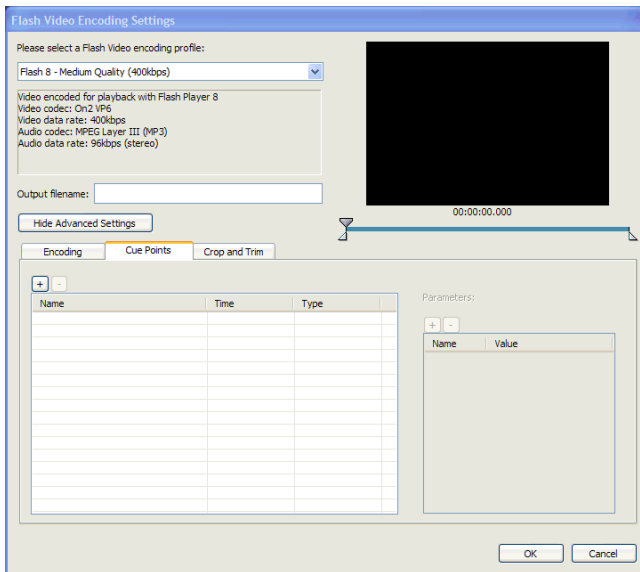 Flash Video Encoding Settings
Please select a Flash Video encoding profile:
Flash 8 - Medium Quality (400kbps)
Video encoded for playback with Flash Player 8
Video codec: On2 VP6
Video data rate: 400kbps
Audio codec: MPEG Layer III (MP3)
Audio data rate: 96kbps (stereo)
Output filename:
00:00:00.000
Hide Advanced Settings
Encoding Cue Points Crop and Trim
+ -
Name Time Type
Parameters:
+ -
Name Value
OK Cancel